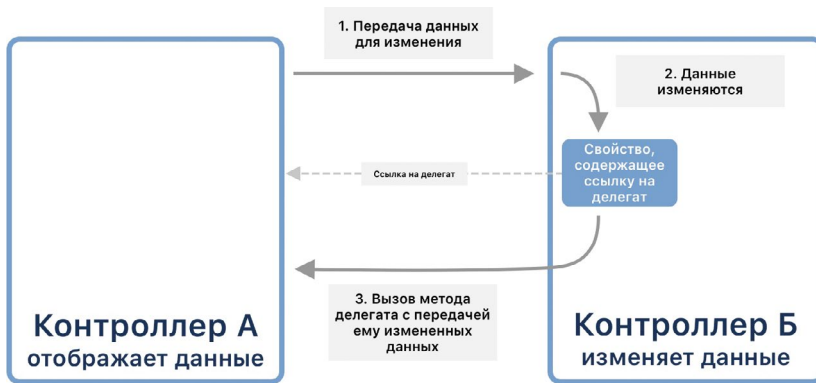 1. Передача данных
для изменения
2. Данные
изменяются
Свойство,
содержащее
ссылку на
делегат
Ссылка на делегат
3. Вызов метода
делегата с передачей
ему измененных
данных
Контроллер А
отображает данные
Контроллер Б
изменяет данные